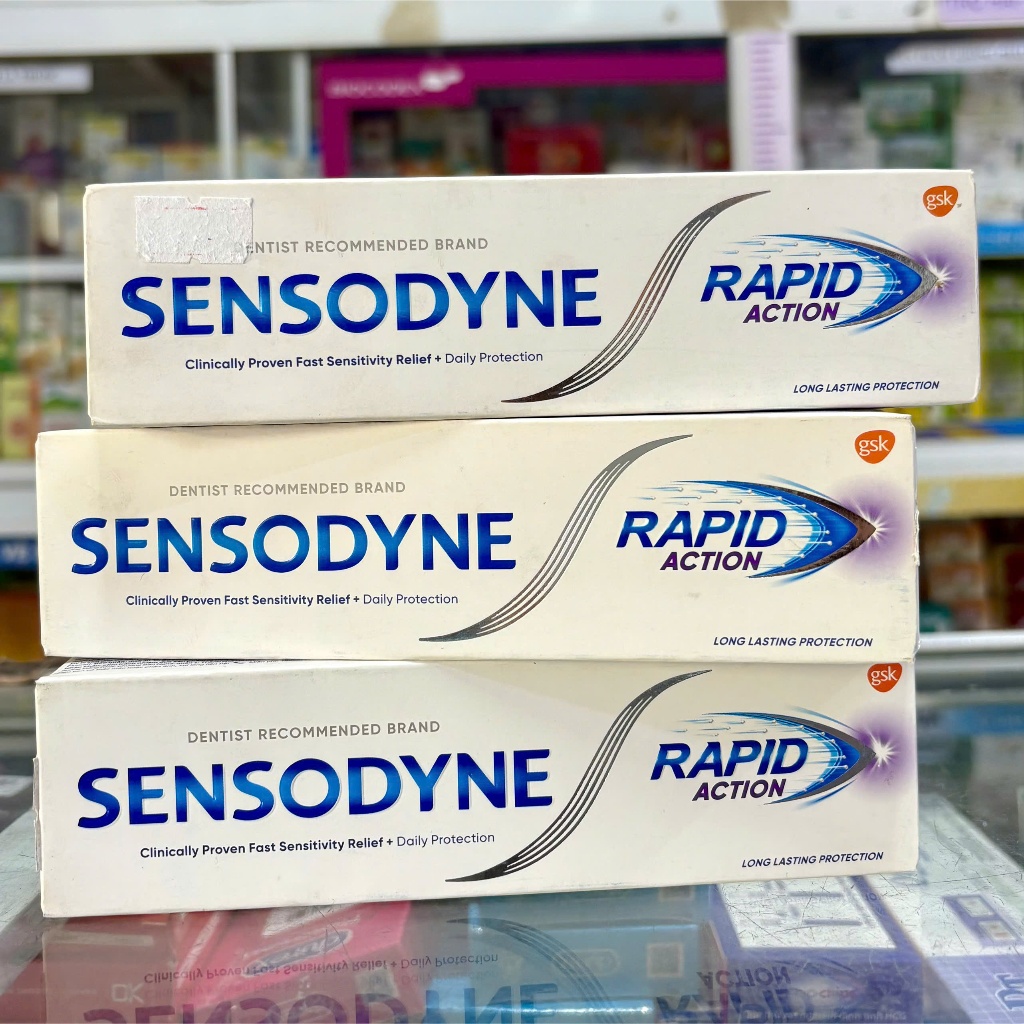 gsk
DENTIST RECOMMENDED BRAND
SENSODYNE
RAPID
ACTION
Clinically Proven Fast Sensitivity Relief + Daily Protection
LONG LASTING PROTECTION
gsk
DENTIST RECOMMENDED BRAND
SENSODYNE
RAPID
ACTION
Clinically Proven Fast Sensitivity Relief + Daily Protection
LONG LASTING PROTECTION
gsk
DENTIST RECOMMENDED BRAND
SENSODYNE
RAPID
ACTION
Clinically Proven Fast Sensitivity Relief + Daily Protection
LONG LASTING PROTECTION